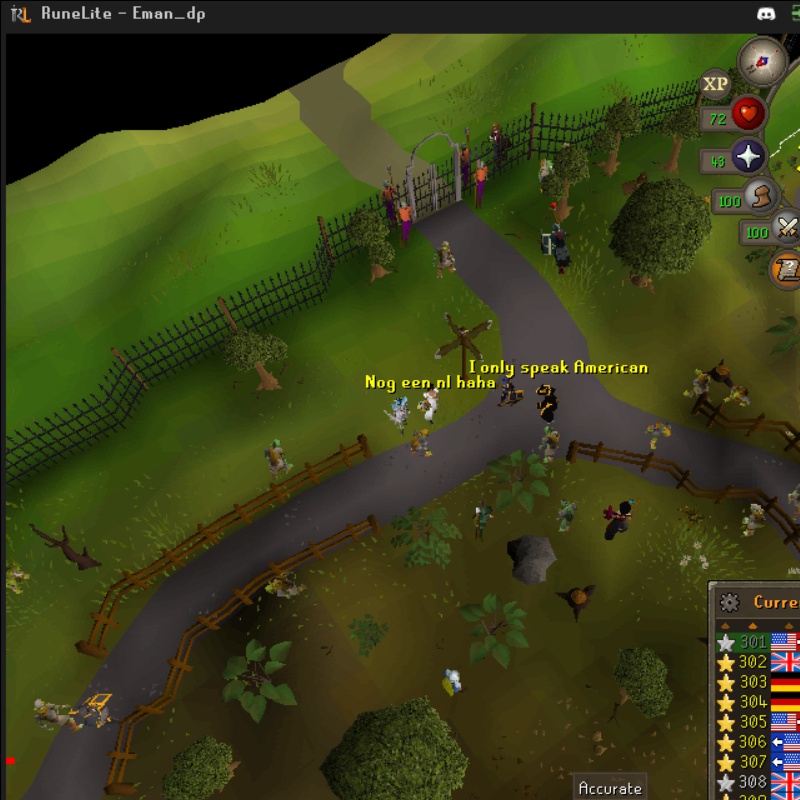 RuneLite - Eman_dp
XP
72
43
100
100
I only speak American
Nog een nl haha
Curre
301
302
303
304
305
306
307
308
Accurate